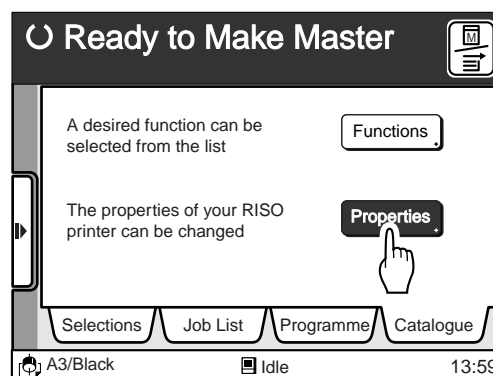 Ready to Make Master
M
A desired function can be
selected from the list
Functions
The properties of your RISO
printer can be changed
Properties
Selections Job List Programme Catalogue
A3/Black Idle 13:59